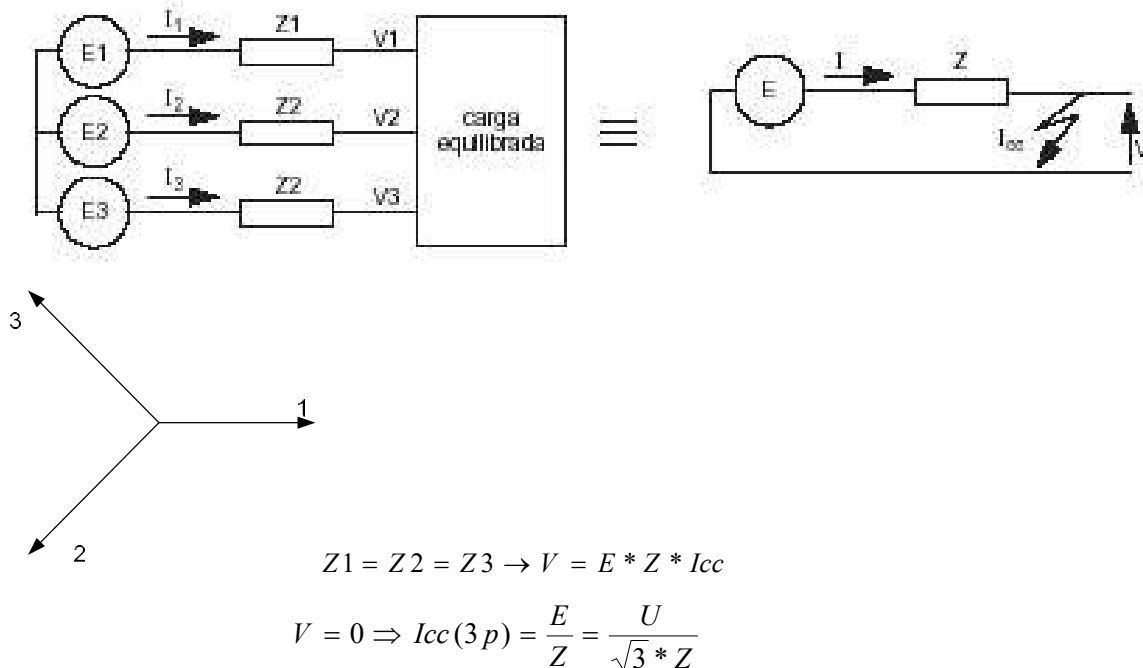 I1 Z1 V1
E1
I2 Z2 V2
E2
I3 Z2 V3
E3
carga
equilibrada
≡
E I Z
Icc V
3
1
2
Z1 = Z2 = Z3 → V = E * Z * Icc
V = 0 ⇒ Icc(3p) = E/Z = U/(√3 * Z)